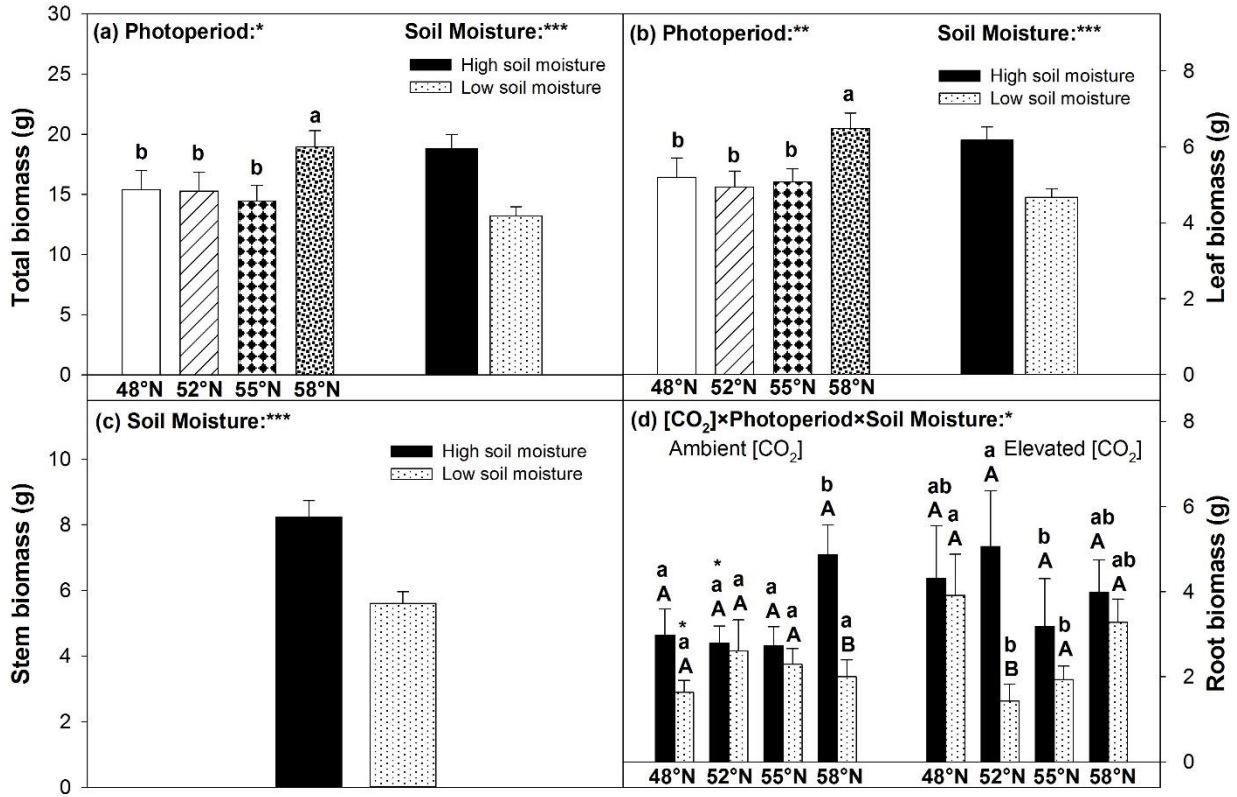 (a) Photoperiod:*
Soil Moisture:***
High soil moisture
Low soil moisture
Total biomass (g)
30
25
20
15
10
5
0
b
b
b
a
48°N
52°N
55°N
58°N
(b) Photoperiod:**
Soil Moisture:***
High soil moisture
Low soil moisture
Leaf biomass (g)
8
6
4
2
0
b
b
b
a
48°N
52°N
55°N
58°N
(c) Soil Moisture:***
High soil moisture
Low soil moisture
Stem biomass (g)
10
8
6
4
2
0
(d) [CO₂]×Photoperiod×Soil Moisture:*
Ambient [CO₂]
Elevated [CO₂]
Root biomass (g)
8
6
4
2
0
a
A
*
a
A
*
a
A
a
A
a
A
a
A
b
A
a
B
ab
A
a
A
a
A
b
B
b
A
b
A
ab
A
ab
A
48°N
52°N
55°N
58°N
48°N
52°N
55°N
58°N